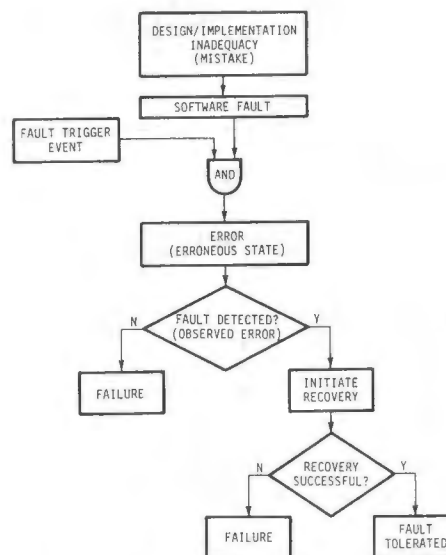 DESIGN/IMPLEMENTATION
INADEQUACY
(MISTAKE)
SOFTWARE FAULT
FAULT TRIGGER
EVENT
AND
ERROR
(ERRONEOUS STATE)
FAULT DETECTED?
(OBSERVED ERROR)
N
Y
FAILURE
INITIATE
RECOVERY
RECOVERY
SUCCESSFUL?
N
Y
FAILURE
FAULT
TOLERATED